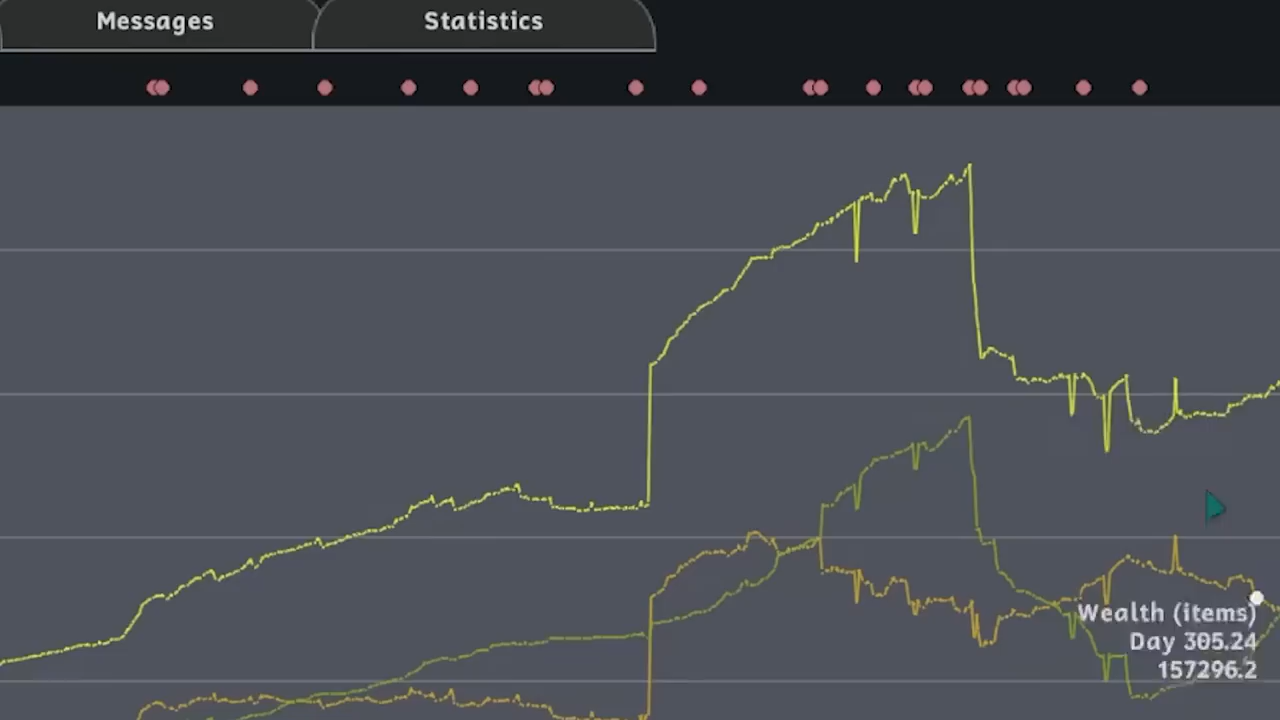 Messages
Statistics
Wealth (items)
Day 305.24
157296.2